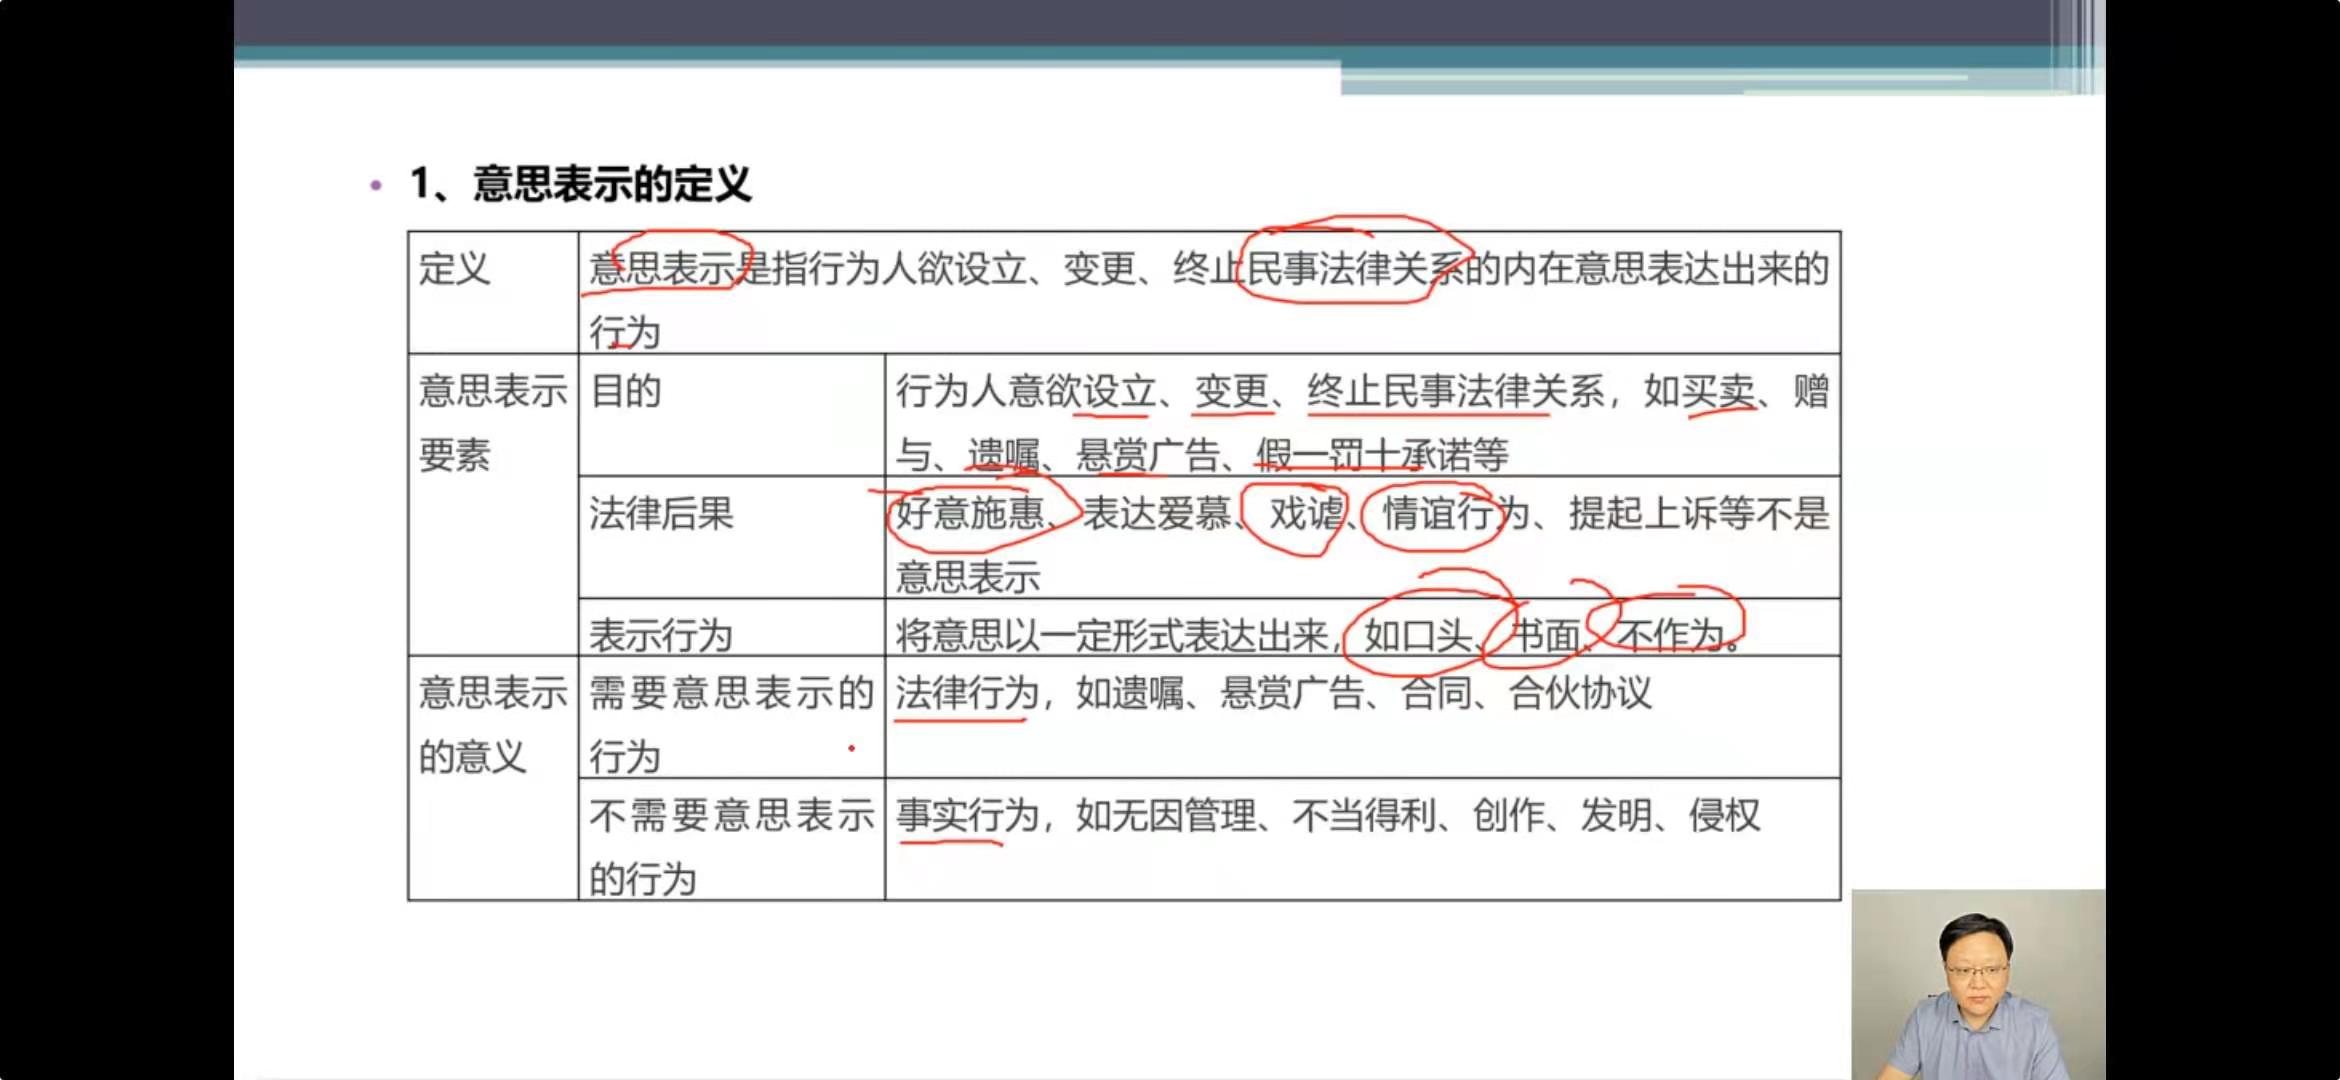 • 1、意思表示的定义
定义
意思表示是指行为人欲设立、变更、终止民事法律关系的内在意思表达出来的
行为
意思表示
要素
目的
行为人意欲设立、变更、终止民事法律关系，如买卖、赠
与、遗嘱、悬赏广告、假一罚十承诺等
法律后果
好意施惠、表达爱慕、戏谑、情谊行为、提起上诉等不是
意思表示
表示行为
将意思以一定形式表达出来，如口头、书面、不作为。
意思表示
的意义
需要意思表示的
行为
法律行为，如遗嘱、悬赏广告、合同、合伙协议
不需要意思表示
的行为
事实行为，如无因管理、不当得利、创作、发明、侵权